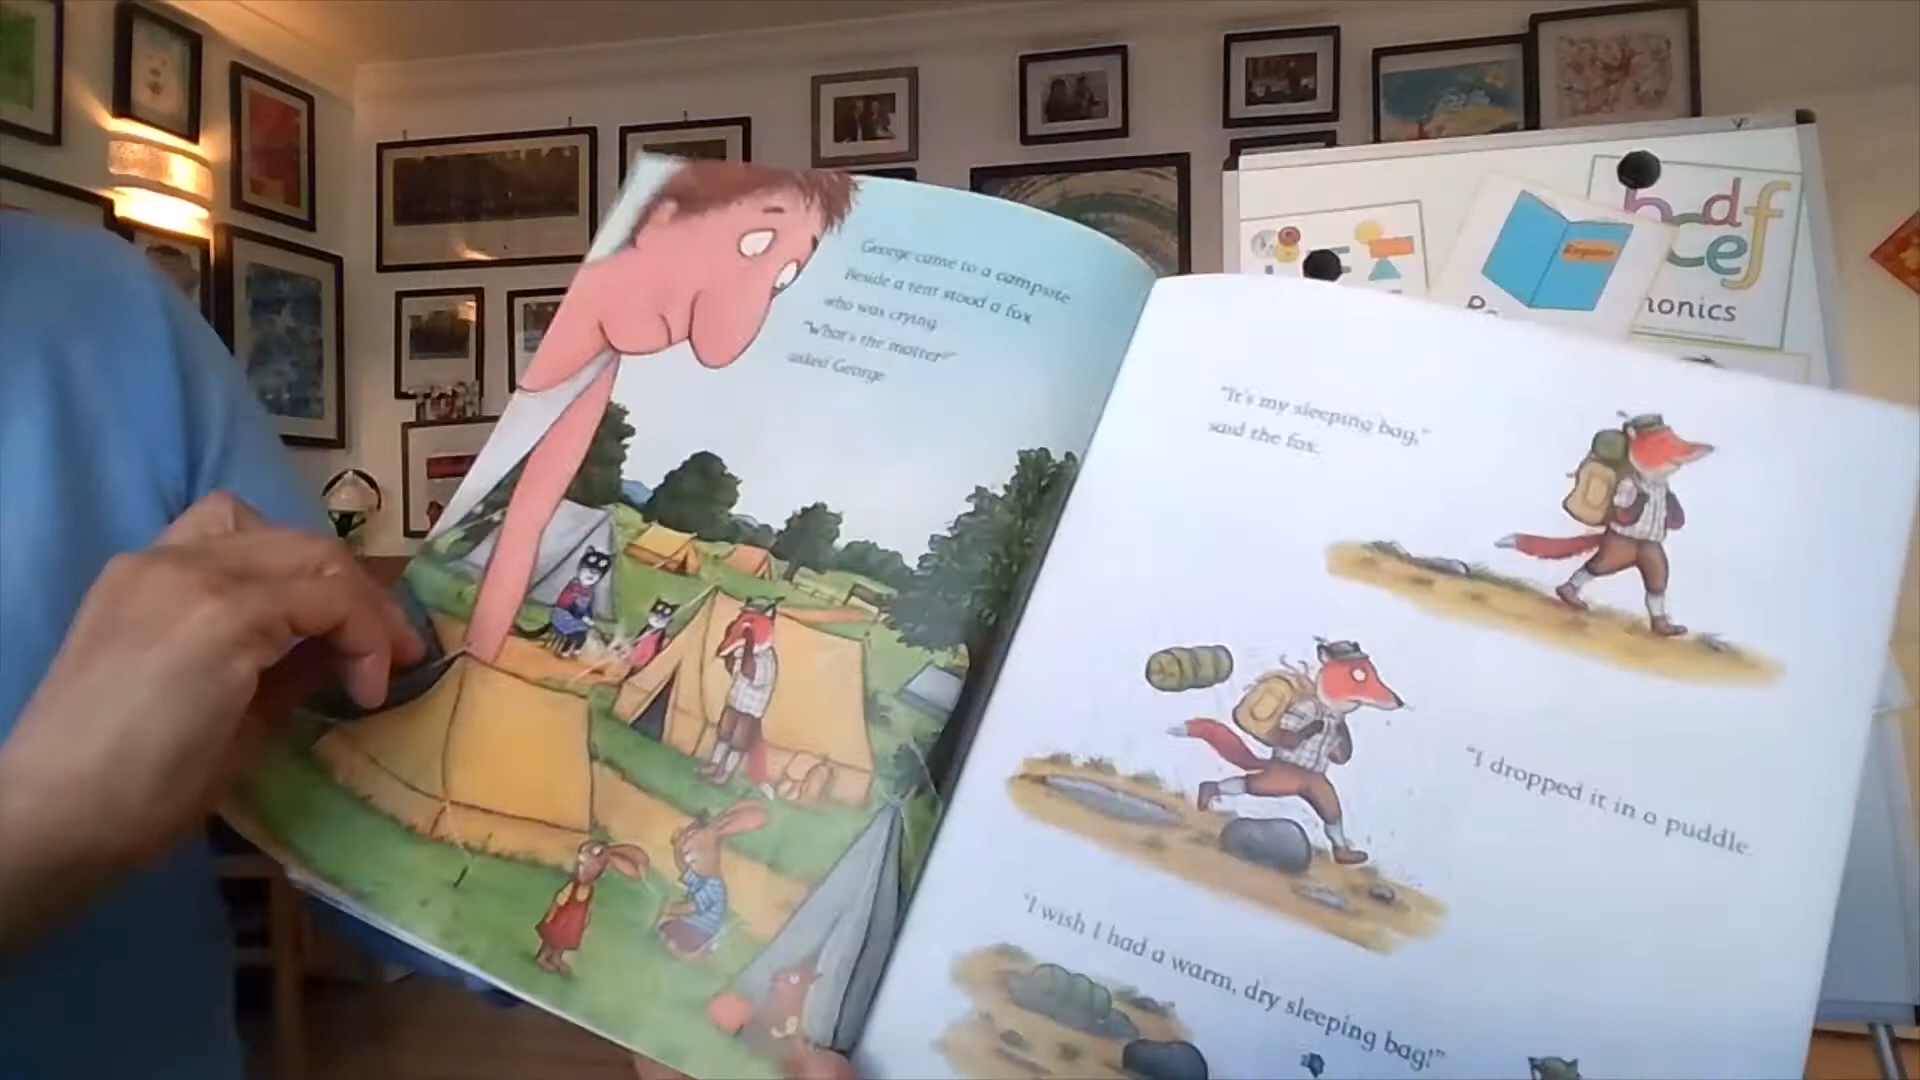 George came to a campsite.
Beside a tent stood a fox
who was crying.
"What's the matter?"
asked George.
"It's my sleeping bag,"
said the fox.
"I dropped it in a puddle.
"I wish I had a warm, dry sleeping bag!"
Register
b c d f
c e f
honics